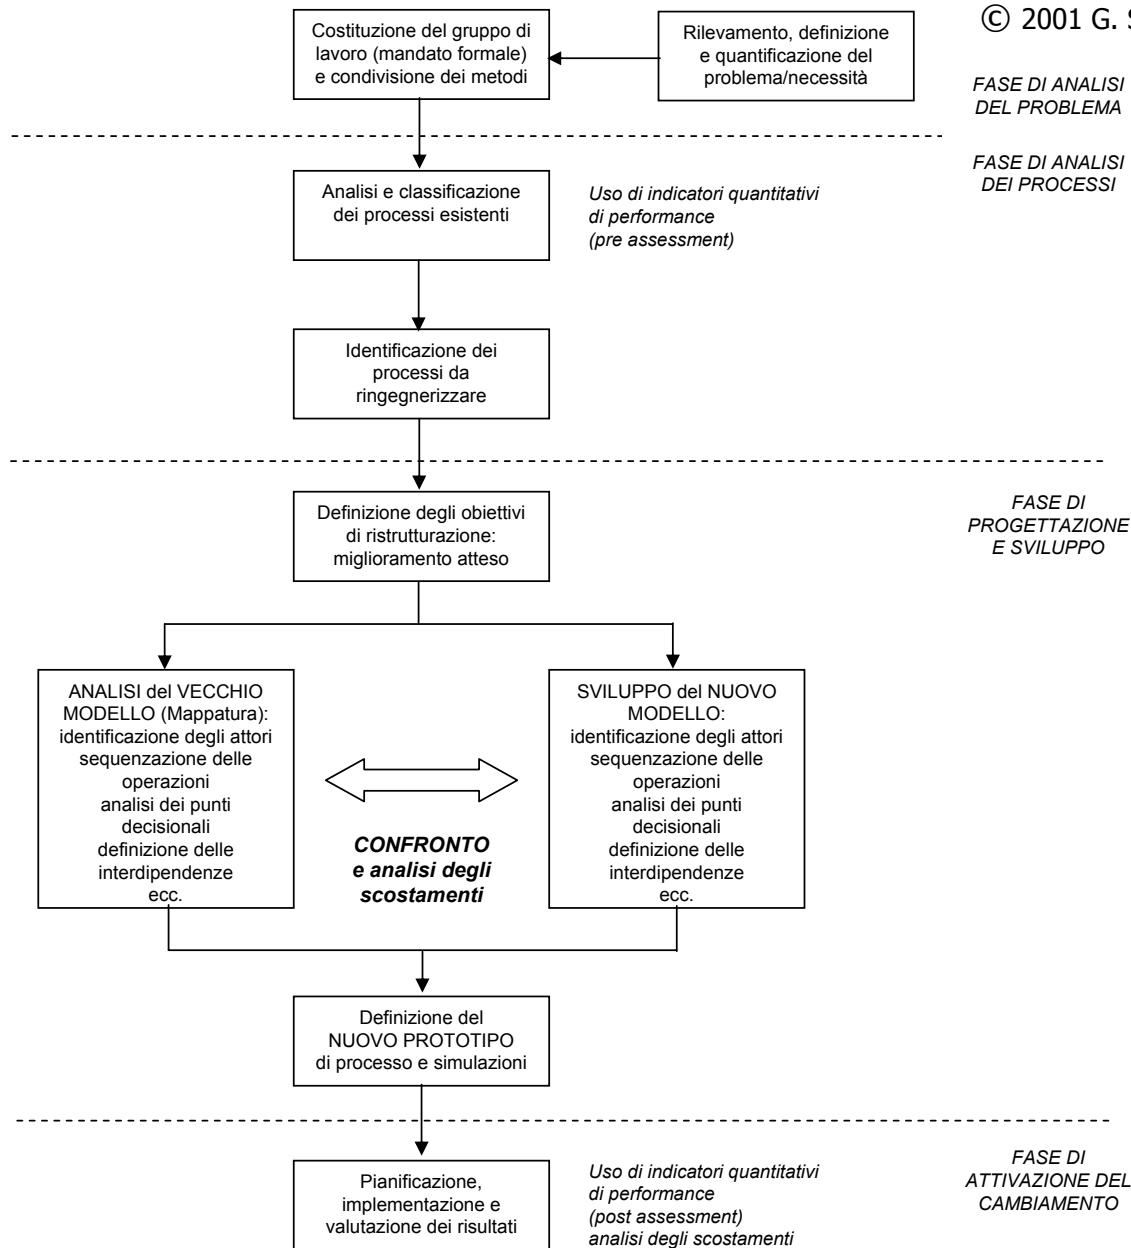 © 2001 G. S
Costituzione del gruppo di
lavoro (mandato formale)
e condivisione dei metodi
Rilevamento, definizione
e quantificazione del
problema/necessità
FASE DI ANALISI
DEL PROBLEMA
FASE DI ANALISI
DEI PROCESSI
Analisi e classificazione
dei processi esistenti
Uso di indicatori quantitativi
di performance
(pre assessment)
Identificazione dei
processi da
ringegnerizzare
Definizione degli obiettivi
di ristrutturazione:
miglioramento atteso
FASE DI
PROGETTAZIONE
E SVILUPPO
ANALISI del VECCHIO
MODELLO (Mappatura):
identificazione degli attori
sequenzazione delle
operazioni
analisi dei punti
decisionali
definizione delle
interdipendenze
ecc.
CONFRONTO
e analisi degli
scostamenti
SVILUPPO del NUOVO
MODELLO:
identificazione degli attori
sequenzazione delle
operazioni
analisi dei punti
decisionali
definizione delle
interdipendenze
ecc.
Definizione del
NUOVO PROTOTIPO
di processo e simulazioni
Pianificazione,
implementazione e
valutazione dei risultati
Uso di indicatori quantitativi
di performance
(post assessment)
analisi degli scostamenti
FASE DI
ATTIVAZIONE DEL
CAMBIAMENTO